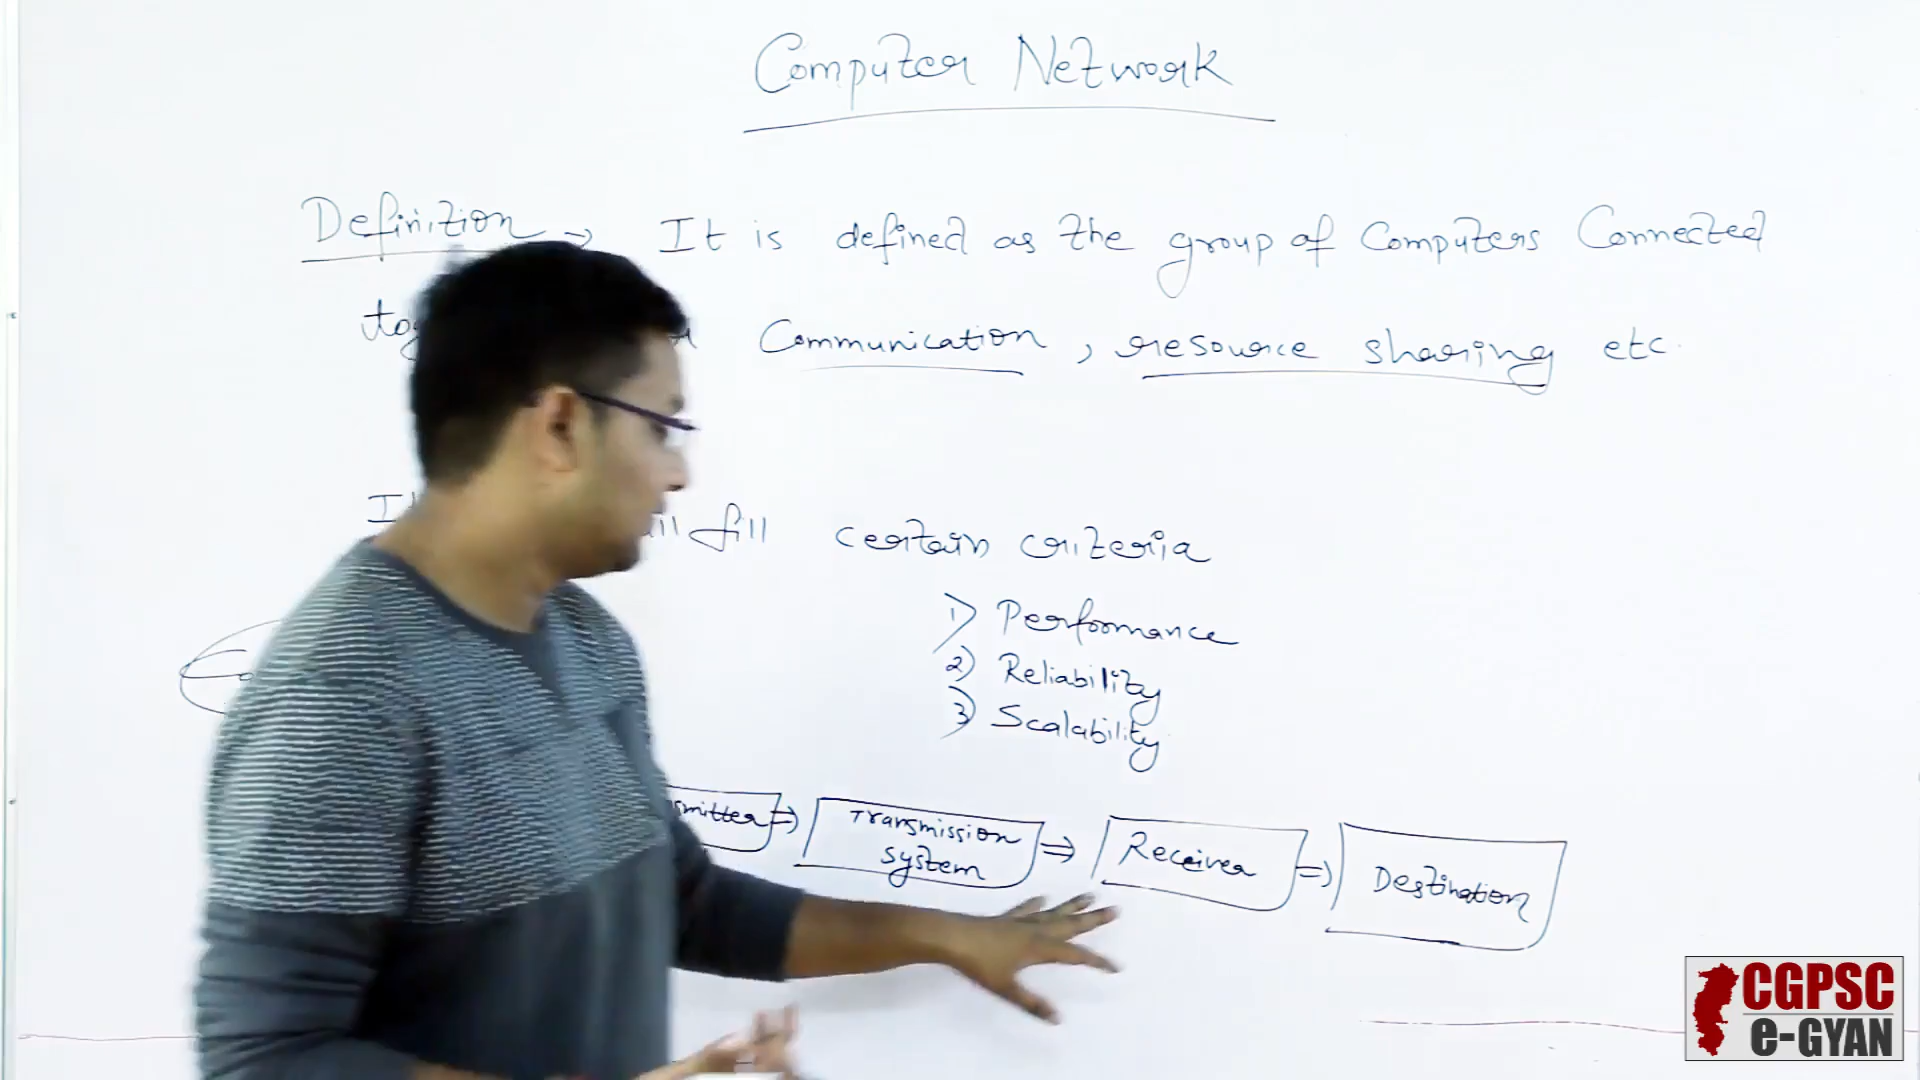 Computer Network
Definition → It is defined as the group of Computers Connected
Communication, resource sharing etc.
fill certain criteria
1) Performance
2) Reliability
3) Scalability
smitter ⇒ Transmission system ⇒ Receiver ⇒ Destination
CGPSC
e-GYAN